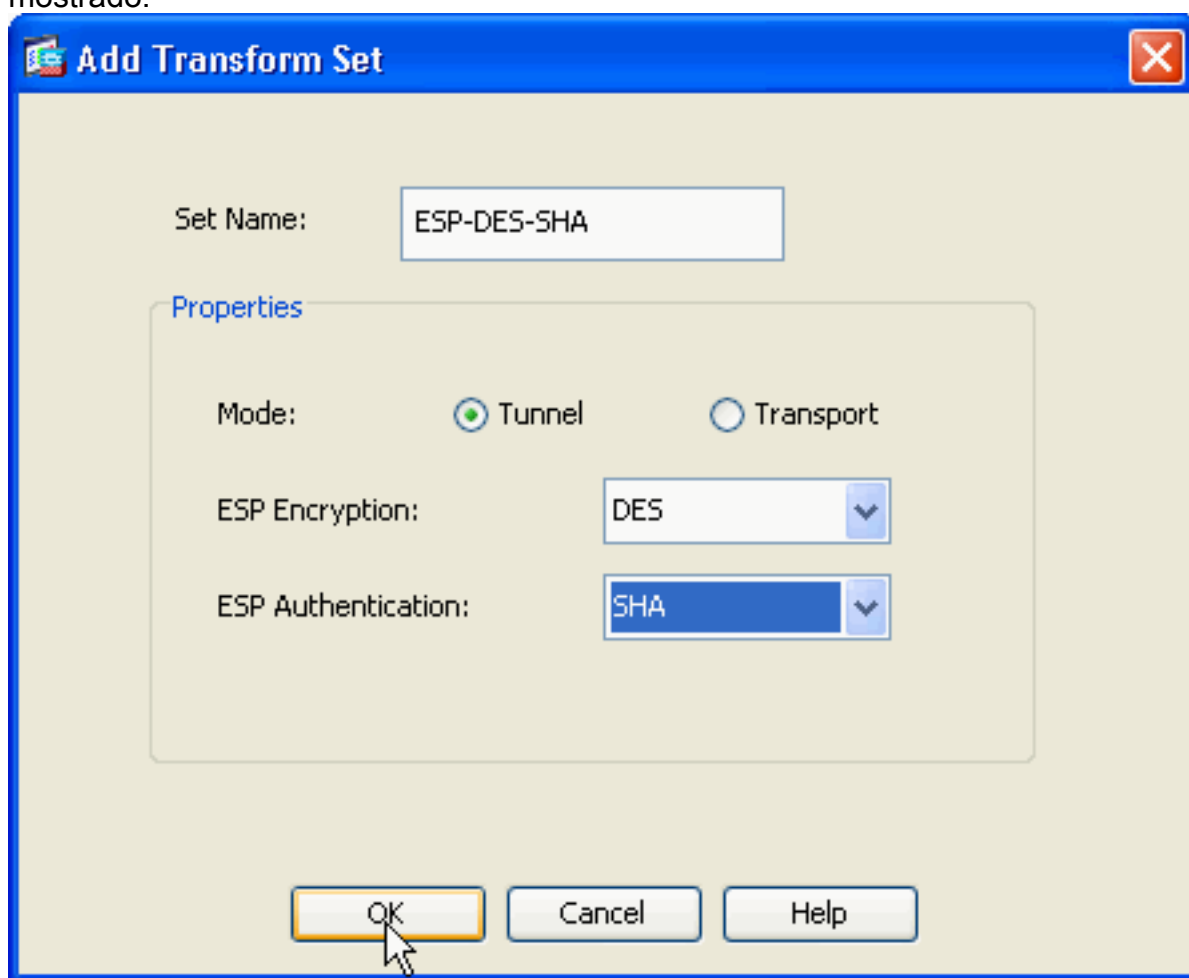 mostrado.
Add Transform Set
Set Name: ESP-DES-SHA
Properties
Mode: Tunnel Transport
ESP Encryption: DES
ESP Authentication: SHA
OK Cancel Help